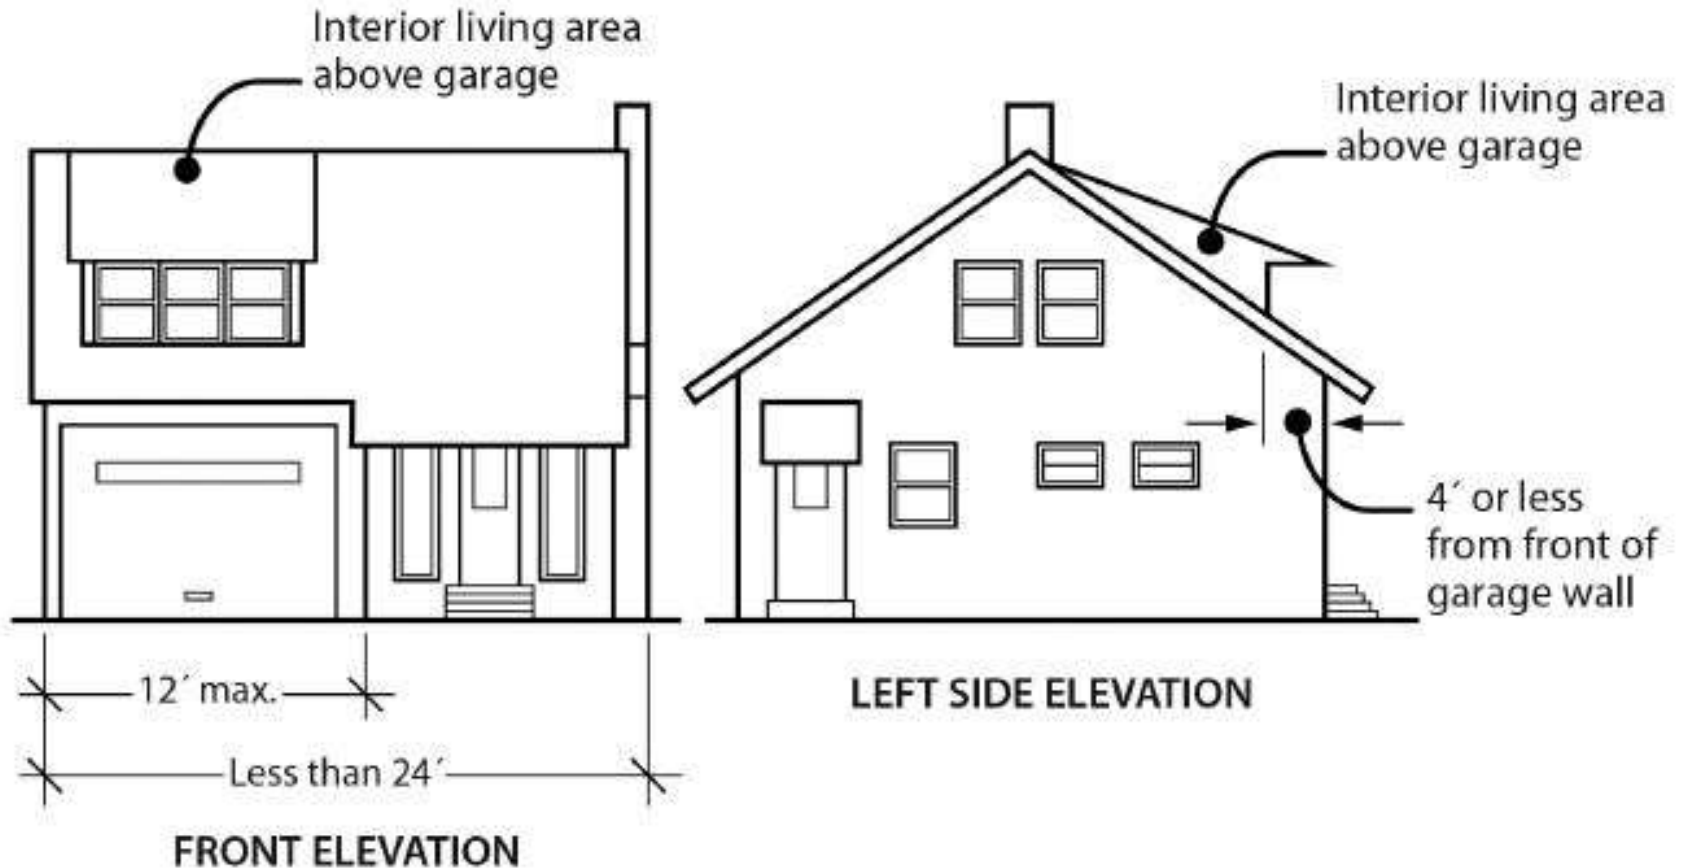 Interior living area
above garage
Interior living area
above garage
4´ or less
from front of
garage wall
12´ max.
LEFT SIDE ELEVATION
Less than 24´
FRONT ELEVATION